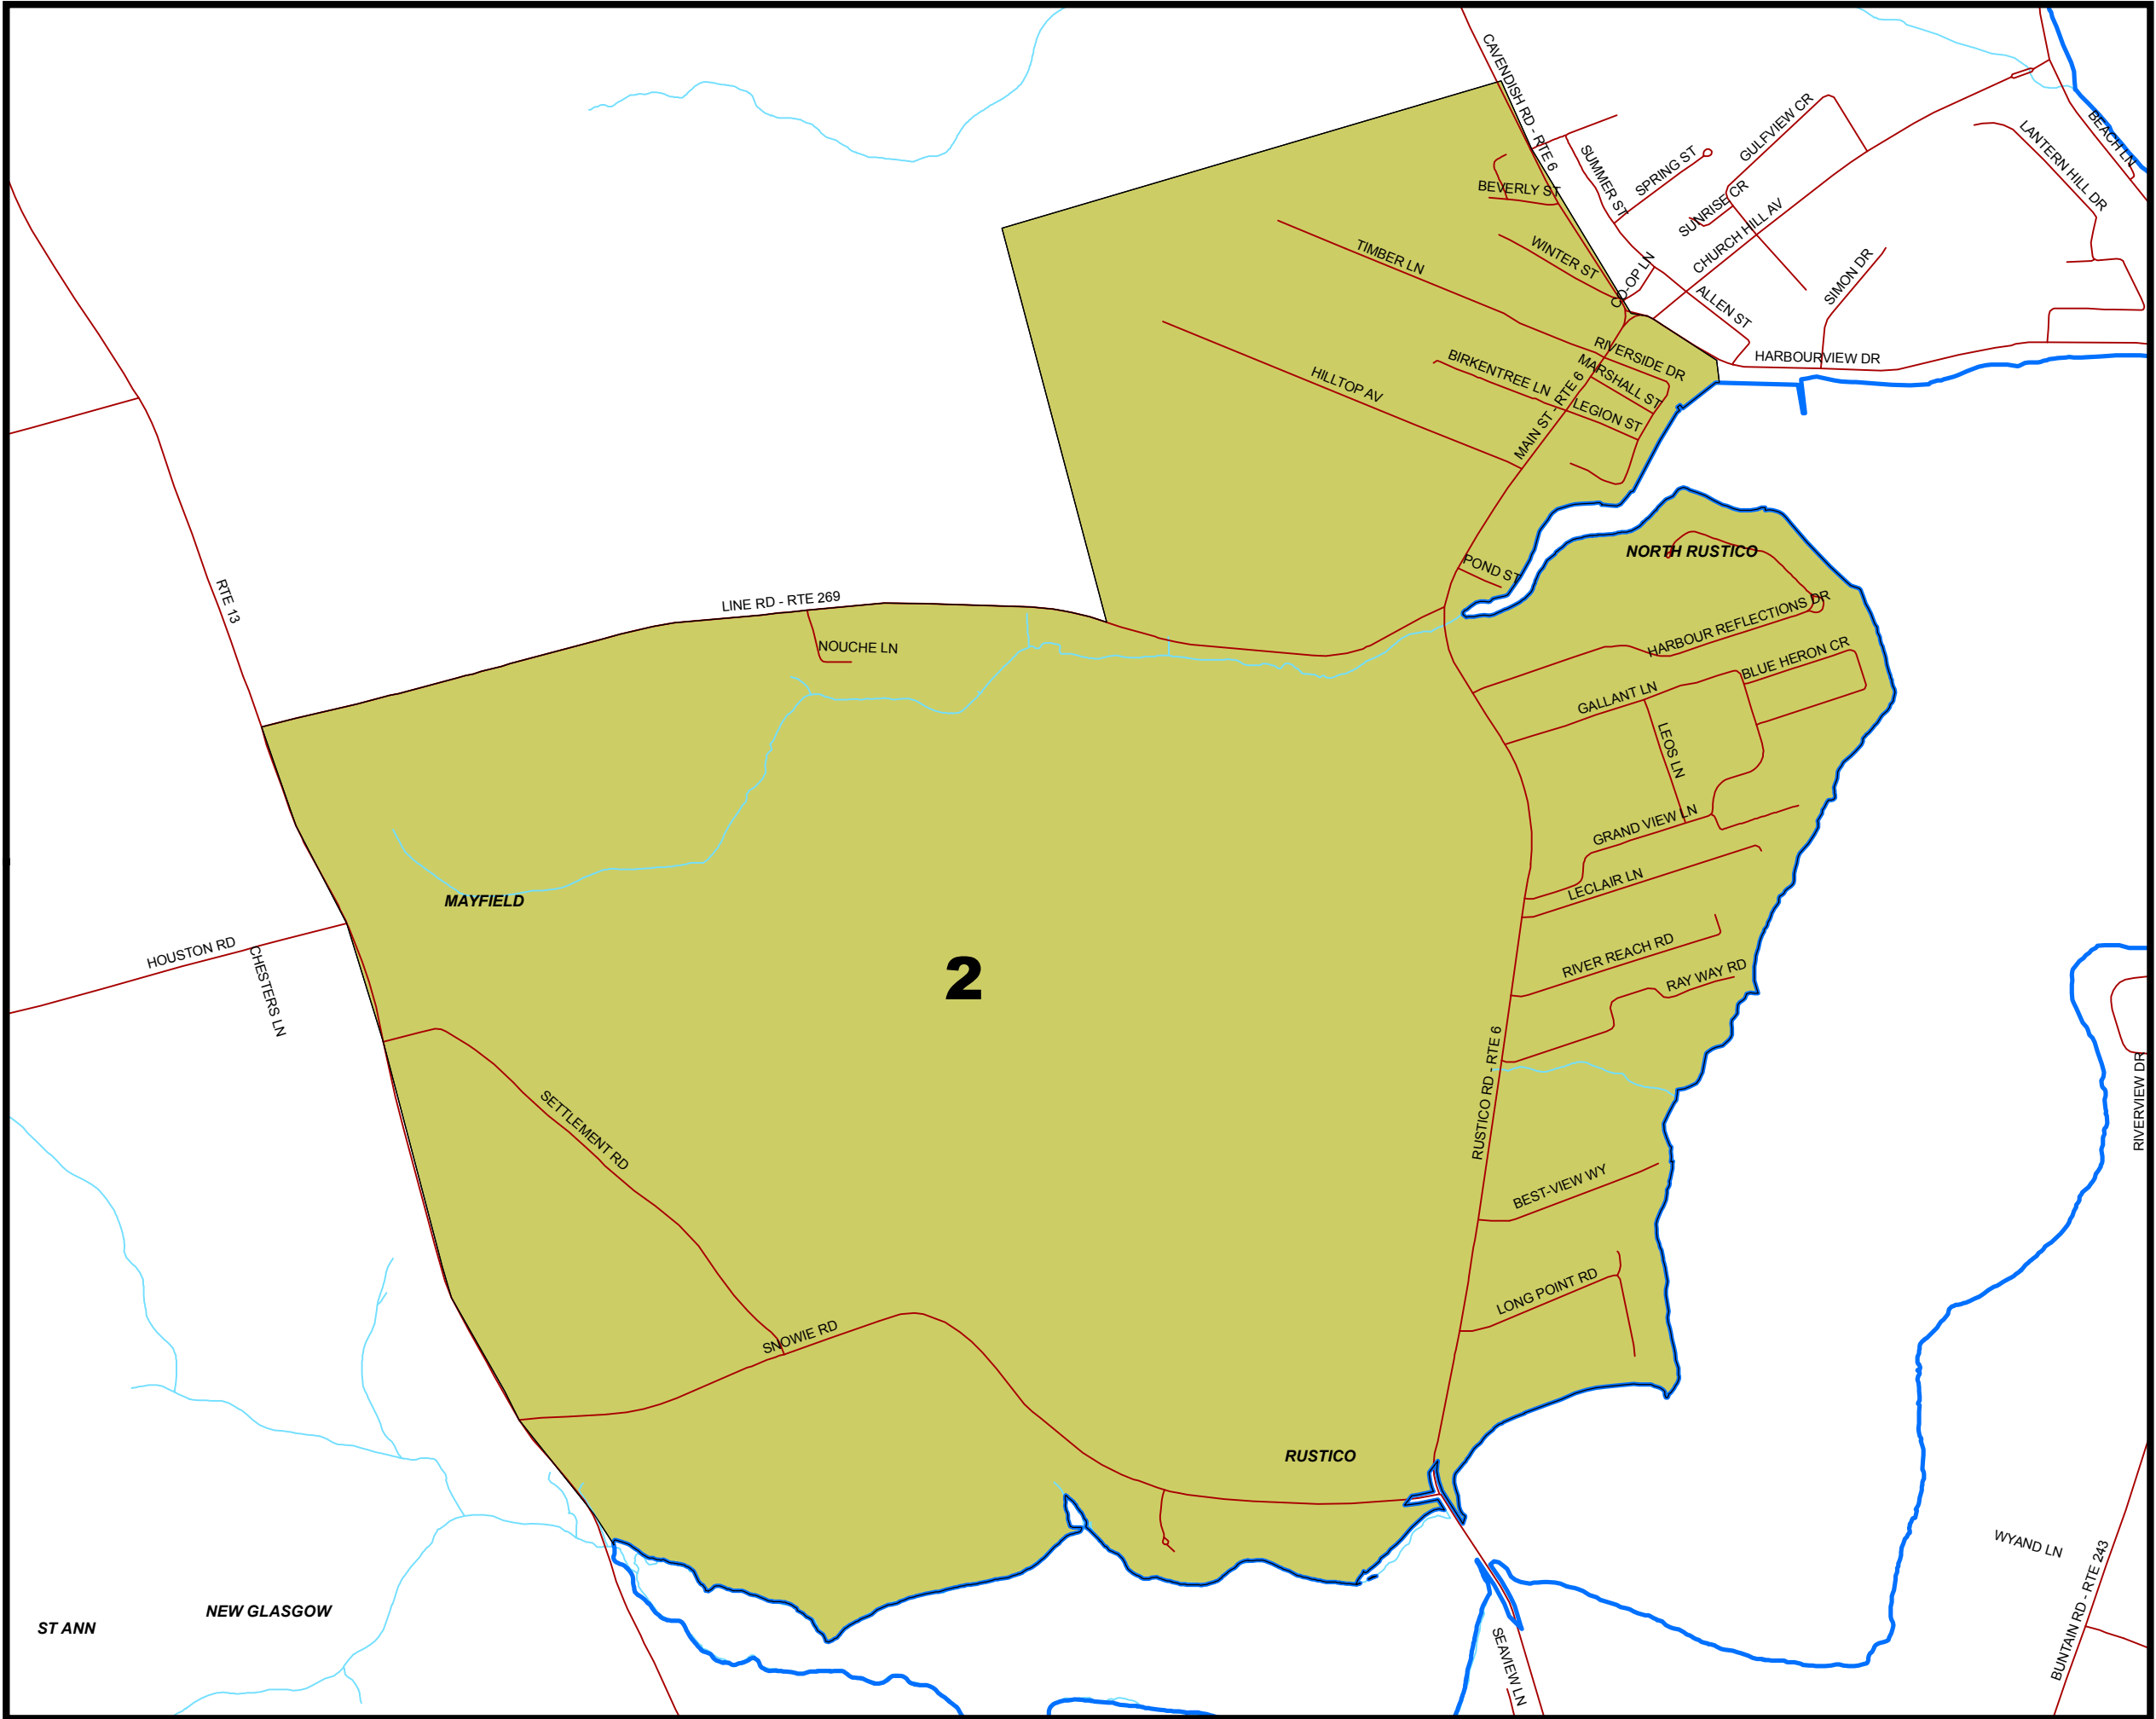 CAVENDISH RD - RTE 6
BEACH LN
LANTERN HILL DR
GULFVIEW CR
SUMMER ST
SPRING ST
BEVERLY ST
SUNRISE CR
CHURCH HILL AV
TIMBER LN
WINTER ST
CO-OP LN
SIMON DR
ALLEN ST
RIVERSIDE DR
HARBOURVIEW DR
BIRKENTREE LN
MARSHALL ST
HILLTOP AV
LEGION ST
MAIN ST - RTE 6
NORTH RUSTICO
POND ST
RTE 13
LINE RD - RTE 269
NOUCHE LN
HARBOUR REFLECTIONS DR
BLUE HERON CR
GALLANT LN
LEOS LN
GRAND VIEW LN
LECLAIR LN
MAYFIELD
HOUSTON RD
CHESTERS LN
2
RIVER REACH RD
RAY WAY RD
RUSTICO RD - RTE 6
RIVERVIEW DR
SETTLEMENT RD
BEST-VIEW WY
LONG POINT RD
SNOWIE RD
RUSTICO
WYAND LN
BUNTAIN RD - RTE 243
NEW GLASGOW
ST ANN
SEAVIEW LN